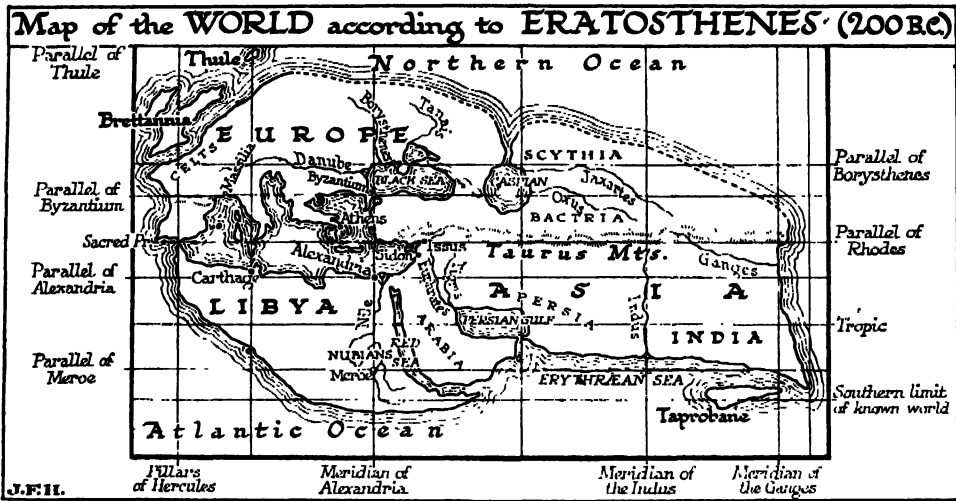 Map of the WORLD according to ERATOSTHENES· (200 B.C.)
Parallel of
Thule
Thule
Northern Ocean
Brettannia
Borysthenes
Tanais
EUROPE
CELTS
Massilia
Danube
SCYTHIA
Parallel of
Borysthenes
Parallel of
Byzantium
Byzantium
BLACK SEA
CASPIAN
Jaxartes
Oxus
BACTRIA
Athens
Sacred Pr.
Issus
Parallel of
Rhodes
Taurus Mts.
Sidon
Alexandria
Ganges
Parallel of
Alexandria
Carthage
Euphrates
Tigris
ASIA
LIBYA
PERSIA
Nile
ARABIA
PERSIAN GULF
Indus
Tropic
INDIA
RED
SEA
NUBIANS
Parallel of
Meroe
Meroe
ERYTHRÆAN SEA
Southern limit
of known world
Taprobane
Atlantic Ocean
J.F.H.
Pillars
of Hercules
Meridian of
Alexandria
Meridian of
the Indus
Meridian of
the Ganges